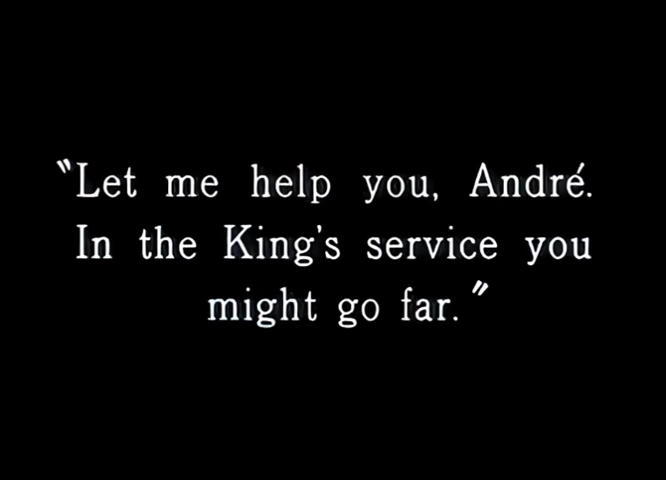 "Let me help you, André.
In the King's service you
might go far."